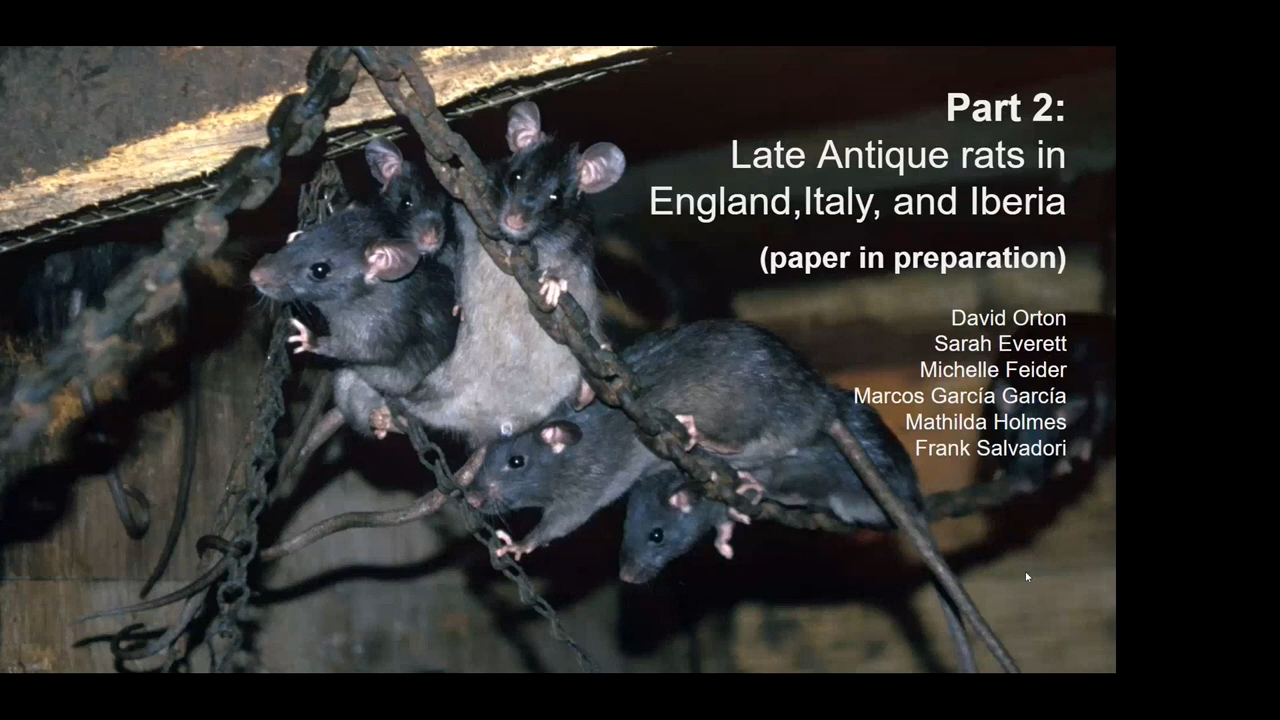 Part 2:
Late Antique rats in
England,Italy, and Iberia
(paper in preparation)
David Orton
Sarah Everett
Michelle Feider
Marcos García García
Mathilda Holmes
Frank Salvadori